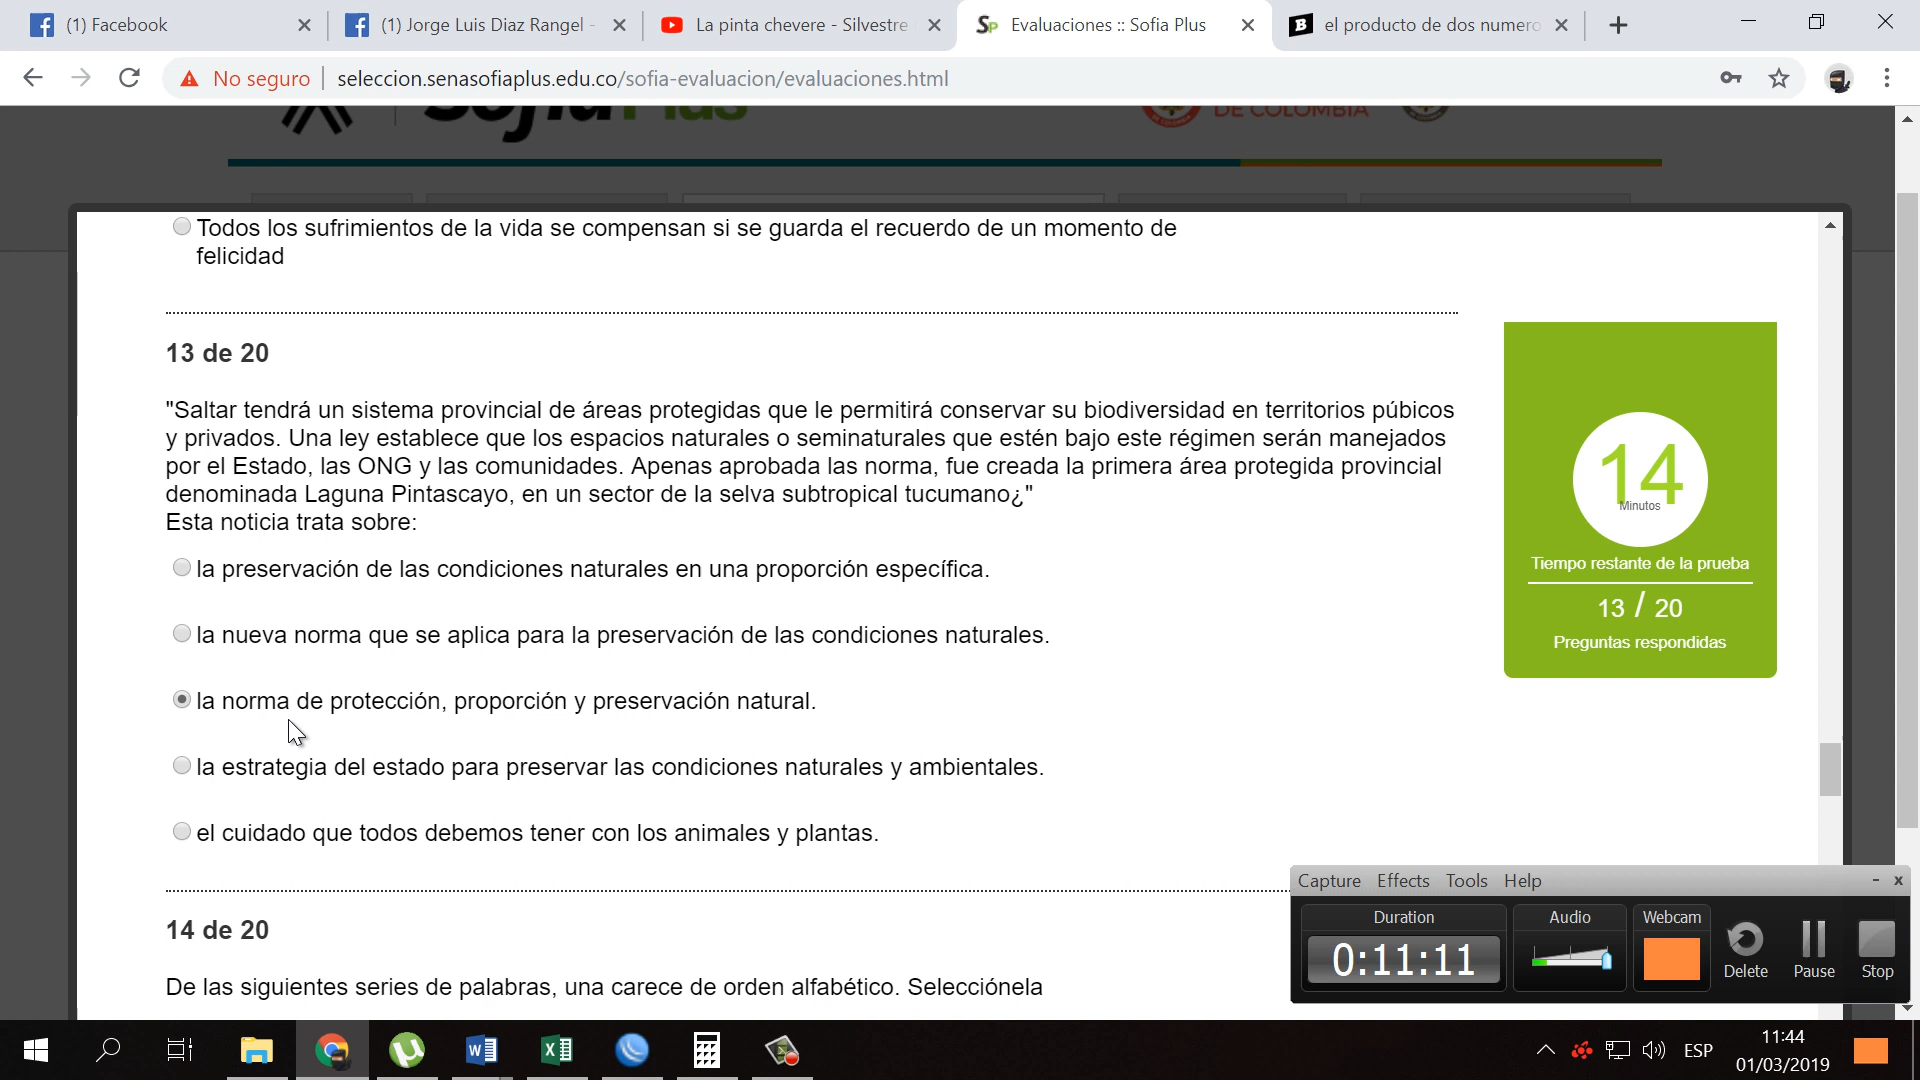 (1) Facebook
(1) Jorge Luis Diaz Rangel -
La pinta chevere - Silvestre
Evaluaciones :: Sofia Plus
el producto de dos numero
No seguro
seleccion.senasofiaplus.edu.co/sofia-evaluacion/evaluaciones.html
Sofia Plus
DE COLOMBIA
Todos los sufrimientos de la vida se compensan si se guarda el recuerdo de un momento de
felicidad
13 de 20
"Saltar tendrá un sistema provincial de áreas protegidas que le permitirá conservar su biodiversidad en territorios púbicos
y privados. Una ley establece que los espacios naturales o seminaturales que estén bajo este régimen serán manejados
por el Estado, las ONG y las comunidades. Apenas aprobada las norma, fue creada la primera área protegida provincial
denominada Laguna Pintascayo, en un sector de la selva subtropical tucumano¿"
Esta noticia trata sobre:
la preservación de las condiciones naturales en una proporción específica.
la nueva norma que se aplica para la preservación de las condiciones naturales.
la norma de protección, proporción y preservación natural.
la estrategia del estado para preservar las condiciones naturales y ambientales.
el cuidado que todos debemos tener con los animales y plantas.
14 de 20
De las siguientes series de palabras, una carece de orden alfabético. Selecciónela
14
Minutos
Tiempo restante de la prueba
13 / 20
Preguntas respondidas
Capture Effects Tools Help
Duration
0:11:11
Audio
Webcam
Delete
Pause
Stop
ESP
11:44
01/03/2019